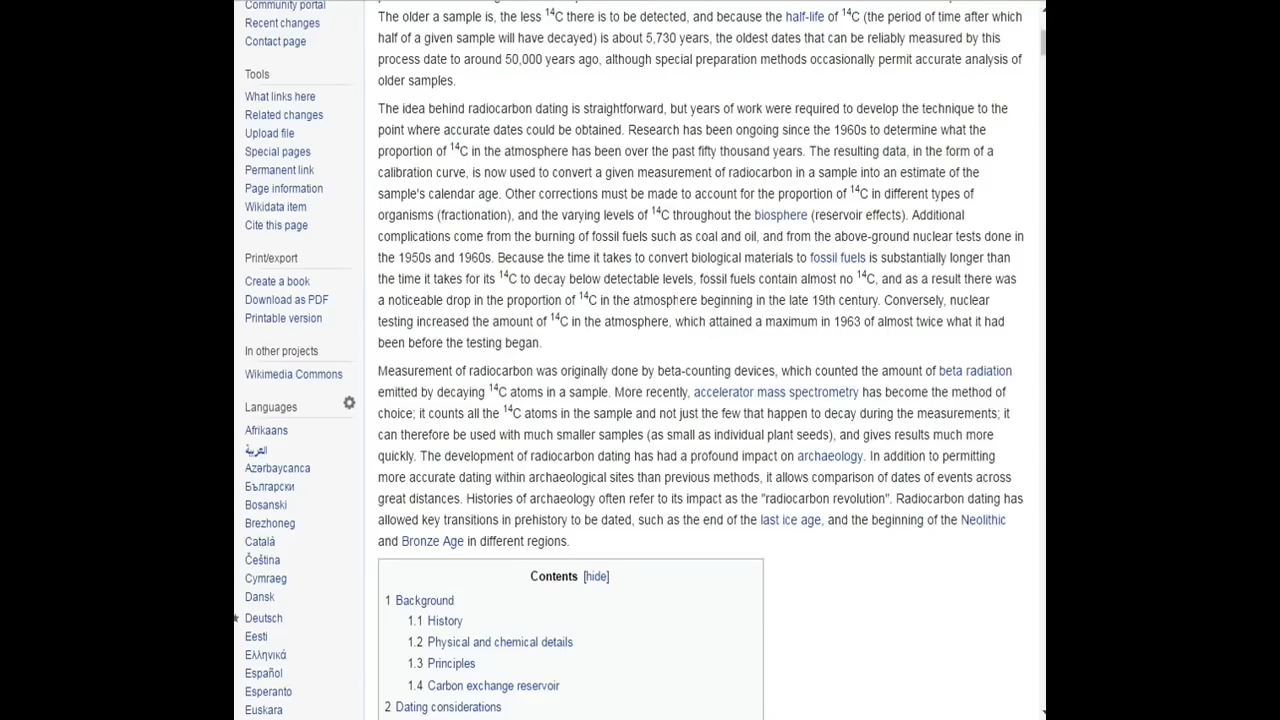 Community portal
Recent changes
Contact page
Tools
What links here
Related changes
Upload file
Special pages
Permanent link
Page information
Wikidata item
Cite this page
Print/export
Create a book
Download as PDF
Printable version
In other projects
Wikimedia Commons
Languages
Afrikaans
العربية
Azərbaycanca
Български
Bosanski
Brezhoneg
Català
Čeština
Cymraeg
Dansk
Deutsch
Eesti
Ελληνικά
Español
Esperanto
Euskara
The older a sample is, the less ¹⁴C there is to be detected, and because the half-life of ¹⁴C (the period of time after which
half of a given sample will have decayed) is about 5,730 years, the oldest dates that can be reliably measured by this
process date to around 50,000 years ago, although special preparation methods occasionally permit accurate analysis of
older samples.
The idea behind radiocarbon dating is straightforward, but years of work were required to develop the technique to the
point where accurate dates could be obtained. Research has been ongoing since the 1960s to determine what the
proportion of ¹⁴C in the atmosphere has been over the past fifty thousand years. The resulting data, in the form of a
calibration curve, is now used to convert a given measurement of radiocarbon in a sample into an estimate of the
sample's calendar age. Other corrections must be made to account for the proportion of ¹⁴C in different types of
organisms (fractionation), and the varying levels of ¹⁴C throughout the biosphere (reservoir effects). Additional
complications come from the burning of fossil fuels such as coal and oil, and from the above-ground nuclear tests done in
the 1950s and 1960s. Because the time it takes to convert biological materials to fossil fuels is substantially longer than
the time it takes for its ¹⁴C to decay below detectable levels, fossil fuels contain almost no ¹⁴C, and as a result there was
a noticeable drop in the proportion of ¹⁴C in the atmosphere beginning in the late 19th century. Conversely, nuclear
testing increased the amount of ¹⁴C in the atmosphere, which attained a maximum in 1963 of almost twice what it had
been before the testing began.
Measurement of radiocarbon was originally done by beta-counting devices, which counted the amount of beta radiation
emitted by decaying ¹⁴C atoms in a sample. More recently, accelerator mass spectrometry has become the method of
choice; it counts all the ¹⁴C atoms in the sample and not just the few that happen to decay during the measurements; it
can therefore be used with much smaller samples (as small as individual plant seeds), and gives results much more
quickly. The development of radiocarbon dating has had a profound impact on archaeology. In addition to permitting
more accurate dating within archaeological sites than previous methods, it allows comparison of dates of events across
great distances. Histories of archaeology often refer to its impact as the "radiocarbon revolution". Radiocarbon dating has
allowed key transitions in prehistory to be dated, such as the end of the last ice age, and the beginning of the Neolithic
and Bronze Age in different regions.
Contents [hide]
1 Background
1.1 History
1.2 Physical and chemical details
1.3 Principles
1.4 Carbon exchange reservoir
2 Dating considerations